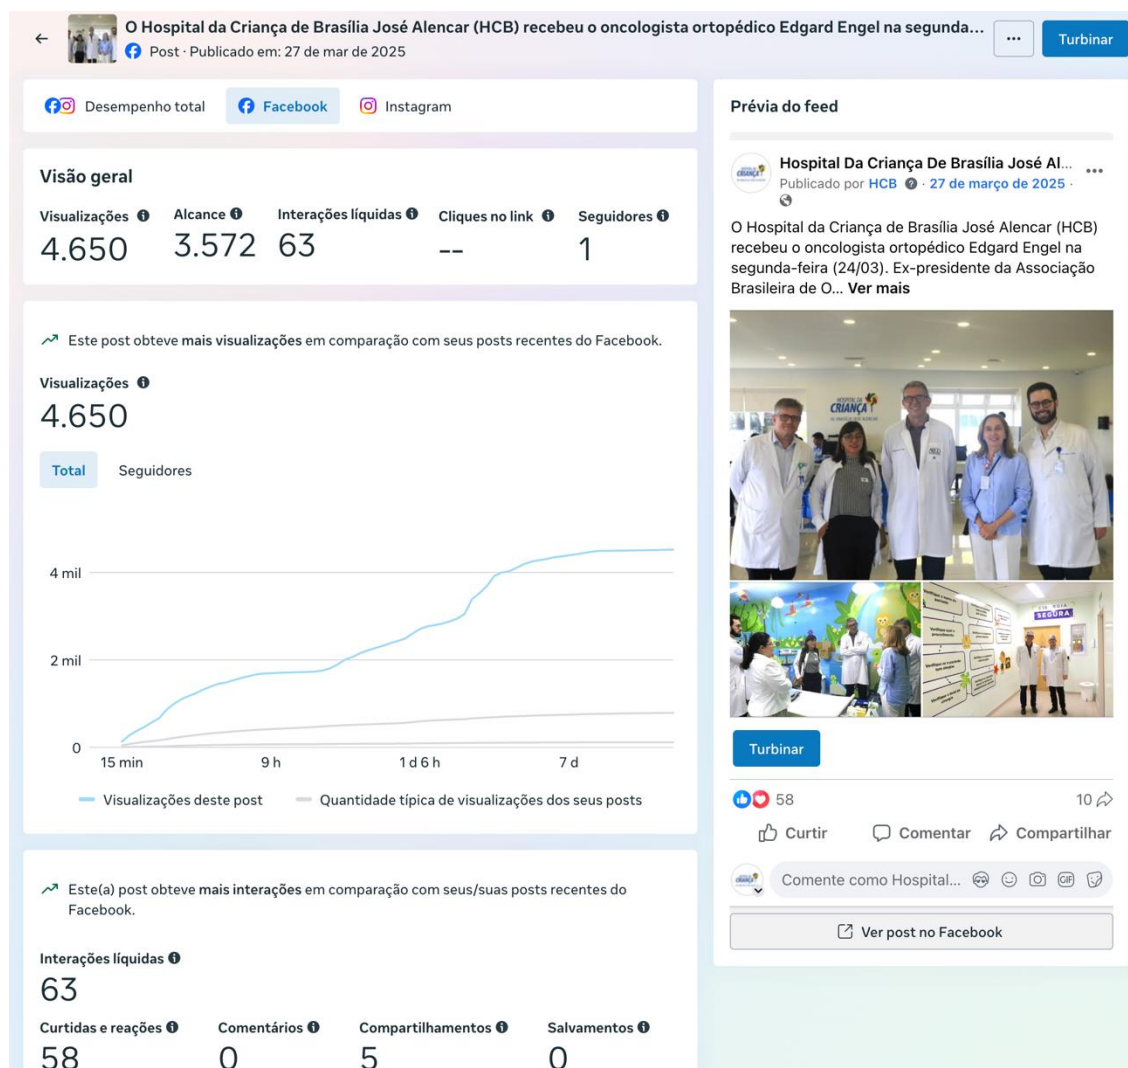 O Hospital da Criança de Brasília José Alencar (HCB) recebeu o oncologista ortopédico Edgard Engel na segunda...
Post · Publicado em: 27 de mar de 2025
...
Turbinar
Desempenho total
Facebook
Instagram
Visão geral
Visualizações Alcance Interações líquidas Cliques no link Seguidores
4.650 3.572 63 -- 1
Este post obteve mais visualizações em comparação com seus posts recentes do Facebook.
Visualizações
4.650
Total Seguidores
4 mil
2 mil
0
15 min 9 h 1 d 6 h 7 d
Visualizações deste post Quantidade típica de visualizações dos seus posts
Este(a) post obteve mais interações em comparação com seus/suas posts recentes do
Facebook.
Interações líquidas
63
Curtidas e reações Comentários Compartilhamentos Salvamentos
58 0 5 0
Prévia do feed
Hospital Da Criança De Brasília José Al...
Publicado por HCB · 27 de março de 2025 ·
O Hospital da Criança de Brasília José Alencar (HCB)
recebeu o oncologista ortopédico Edgard Engel na
segunda-feira (24/03). Ex-presidente da Associação
Brasileira de O... Ver mais
HOSPITAL DA
CRIANÇA
SEGURA
Turbinar
58
10
Curtir Comentar Compartilhar
Comente como Hospital...
GIF
Ver post no Facebook